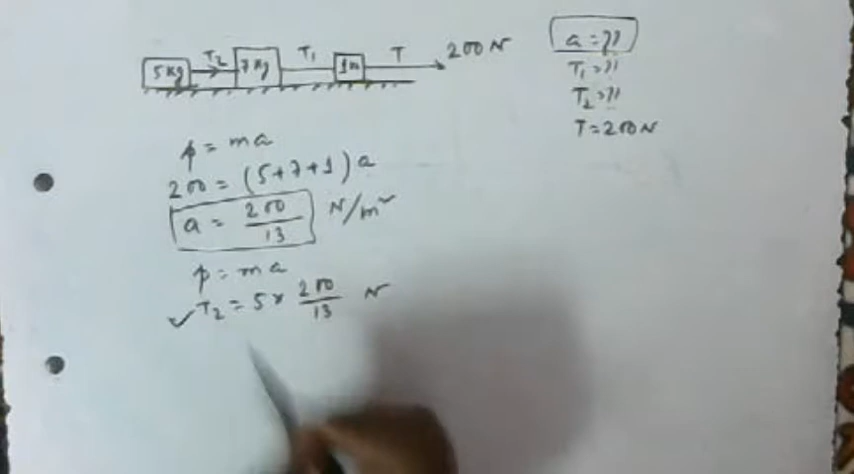 5Kg T₂ 7Kg T₁ 1K T 200 N
a = ??
T₁ = ??
T₂ = ??
T = 200 N
p = ma
200 = (5+7+1) a
a = 200/13 N/m²
p = ma
✓ T₂ = 5 × 200/13 N